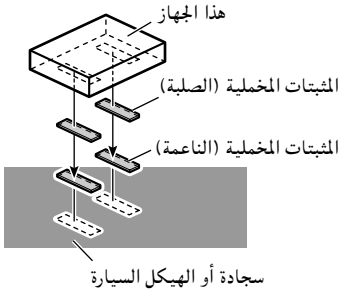 هذا الجهاز
المثبتات المخملية (الصلبة)
المثبتات المخملية (الناعمة)
سجادة أو الهيكل السيارة